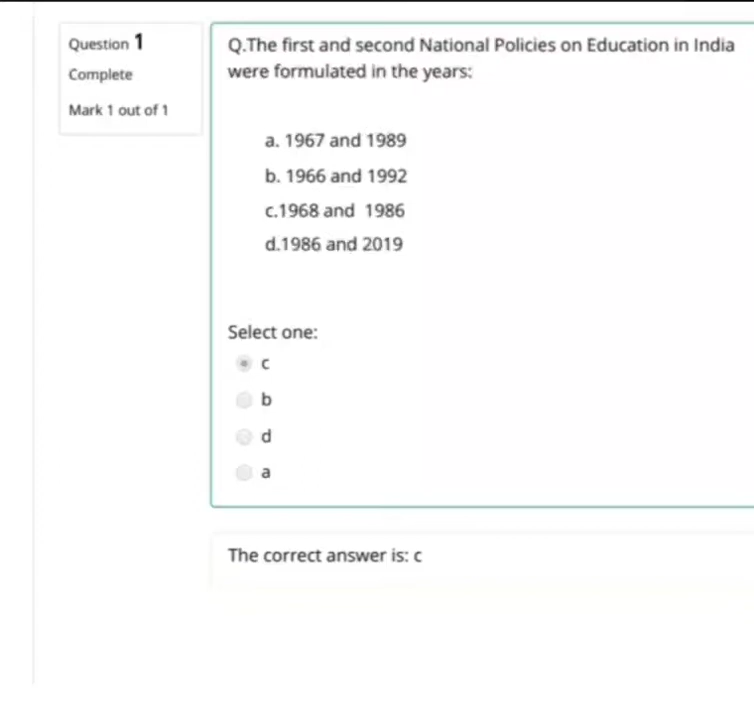 Question 1
Complete
Mark 1 out of 1
Q.The first and second National Policies on Education in India
were formulated in the years:
a. 1967 and 1989
b. 1966 and 1992
c.1968 and 1986
d.1986 and 2019
Select one:
c
b
d
a
The correct answer is: c